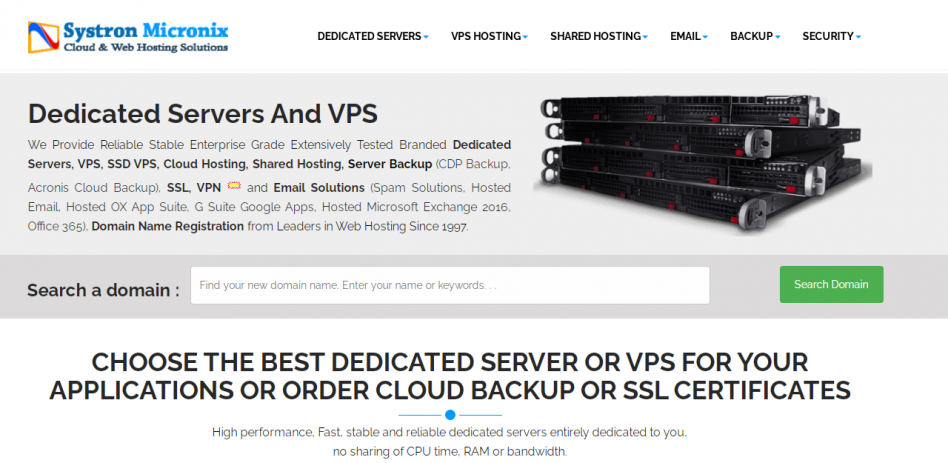 Systron Micronix
Cloud & Web Hosting Solutions
DEDICATED SERVERS VPS HOSTING SHARED HOSTING EMAIL BACKUP SECURITY
Dedicated Servers And VPS
We Provide Reliable Stable Enterprise Grade Extensively Tested Branded Dedicated
Servers, VPS, SSD VPS, Cloud Hosting, Shared Hosting, Server Backup (CDP Backup,
Acronis Cloud Backup), SSL, VPN and Email Solutions (Spam Solutions, Hosted
Email, Hosted OX App Suite, G Suite Google Apps, Hosted Microsoft Exchange 2016,
Office 365), Domain Name Registration from Leaders in Web Hosting Since 1997.
Search a domain :
Find your new domain name. Enter your name or keywords. . .
Search Domain
CHOOSE THE BEST DEDICATED SERVER OR VPS FOR YOUR
APPLICATIONS OR ORDER CLOUD BACKUP OR SSL CERTIFICATES
High performance, Fast, stable and reliable dedicated servers entirely dedicated to you,
no sharing of CPU time, RAM or bandwidth.